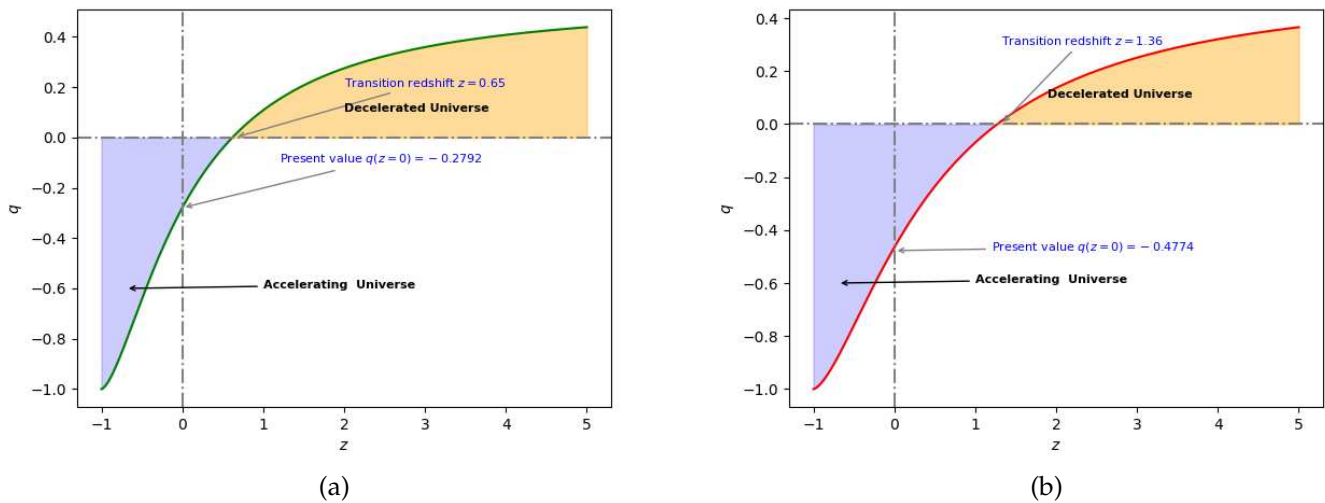 0.4
0.2
0.0
−0.2
−0.4
−0.6
−0.8
−1.0
q
Transition redshift z = 0.65
Decelerated Universe
Present value q(z = 0) = − 0.2792
Accelerating Universe
−1 0 1 2 3 4 5
z
(a)
0.4
0.2
0.0
−0.2
−0.4
−0.6
−0.8
−1.0
q
Transition redshift z = 1.36
Decelerated Universe
Present value q(z = 0) = − 0.4774
Accelerating Universe
−1 0 1 2 3 4 5
z
(b)